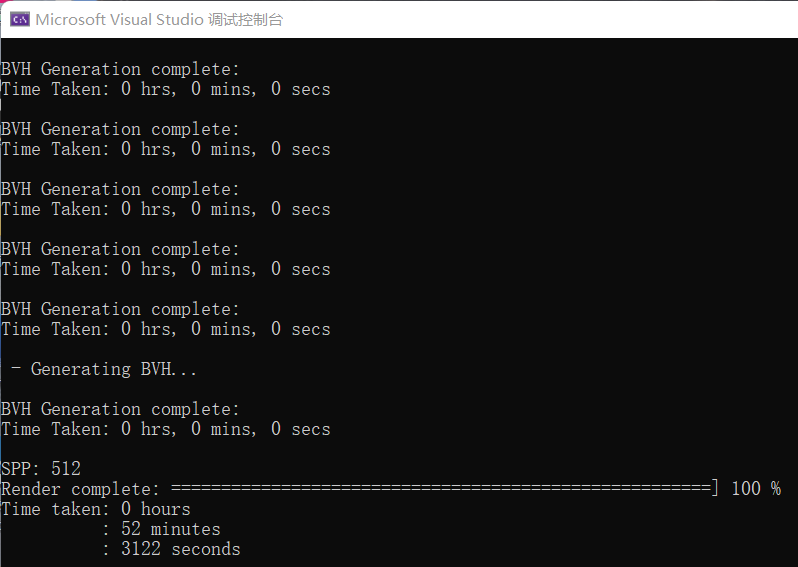 Microsoft Visual Studio 调试控制台
BVH Generation complete:
Time Taken: 0 hrs, 0 mins, 0 secs
BVH Generation complete:
Time Taken: 0 hrs, 0 mins, 0 secs
BVH Generation complete:
Time Taken: 0 hrs, 0 mins, 0 secs
BVH Generation complete:
Time Taken: 0 hrs, 0 mins, 0 secs
BVH Generation complete:
Time Taken: 0 hrs, 0 mins, 0 secs
- Generating BVH...
BVH Generation complete:
Time Taken: 0 hrs, 0 mins, 0 secs
SPP: 512
Render complete: ======================================================] 100 %
Time taken: 0 hours
: 52 minutes
: 3122 seconds